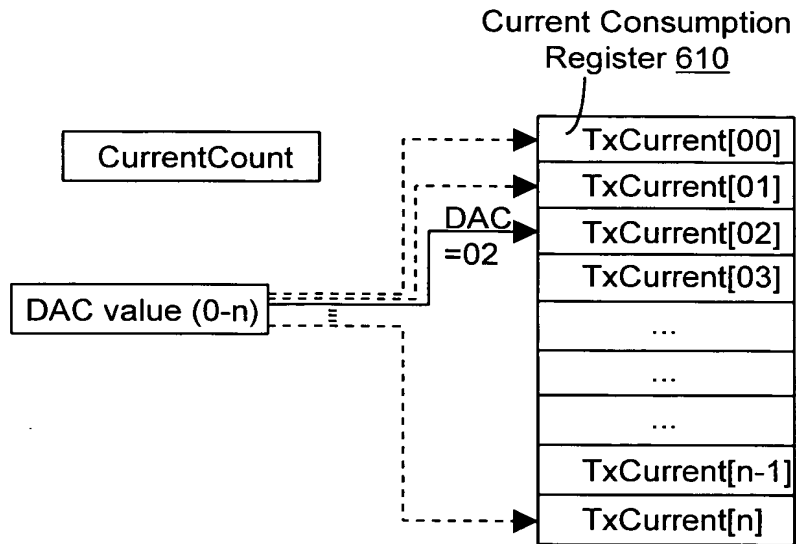 Current Consumption
Register 610
CurrentCount
TxCurrent[00]
TxCurrent[01]
DAC
=02
TxCurrent[02]
TxCurrent[03]
DAC value (0-n)
...
...
...
TxCurrent[n-1]
TxCurrent[n]